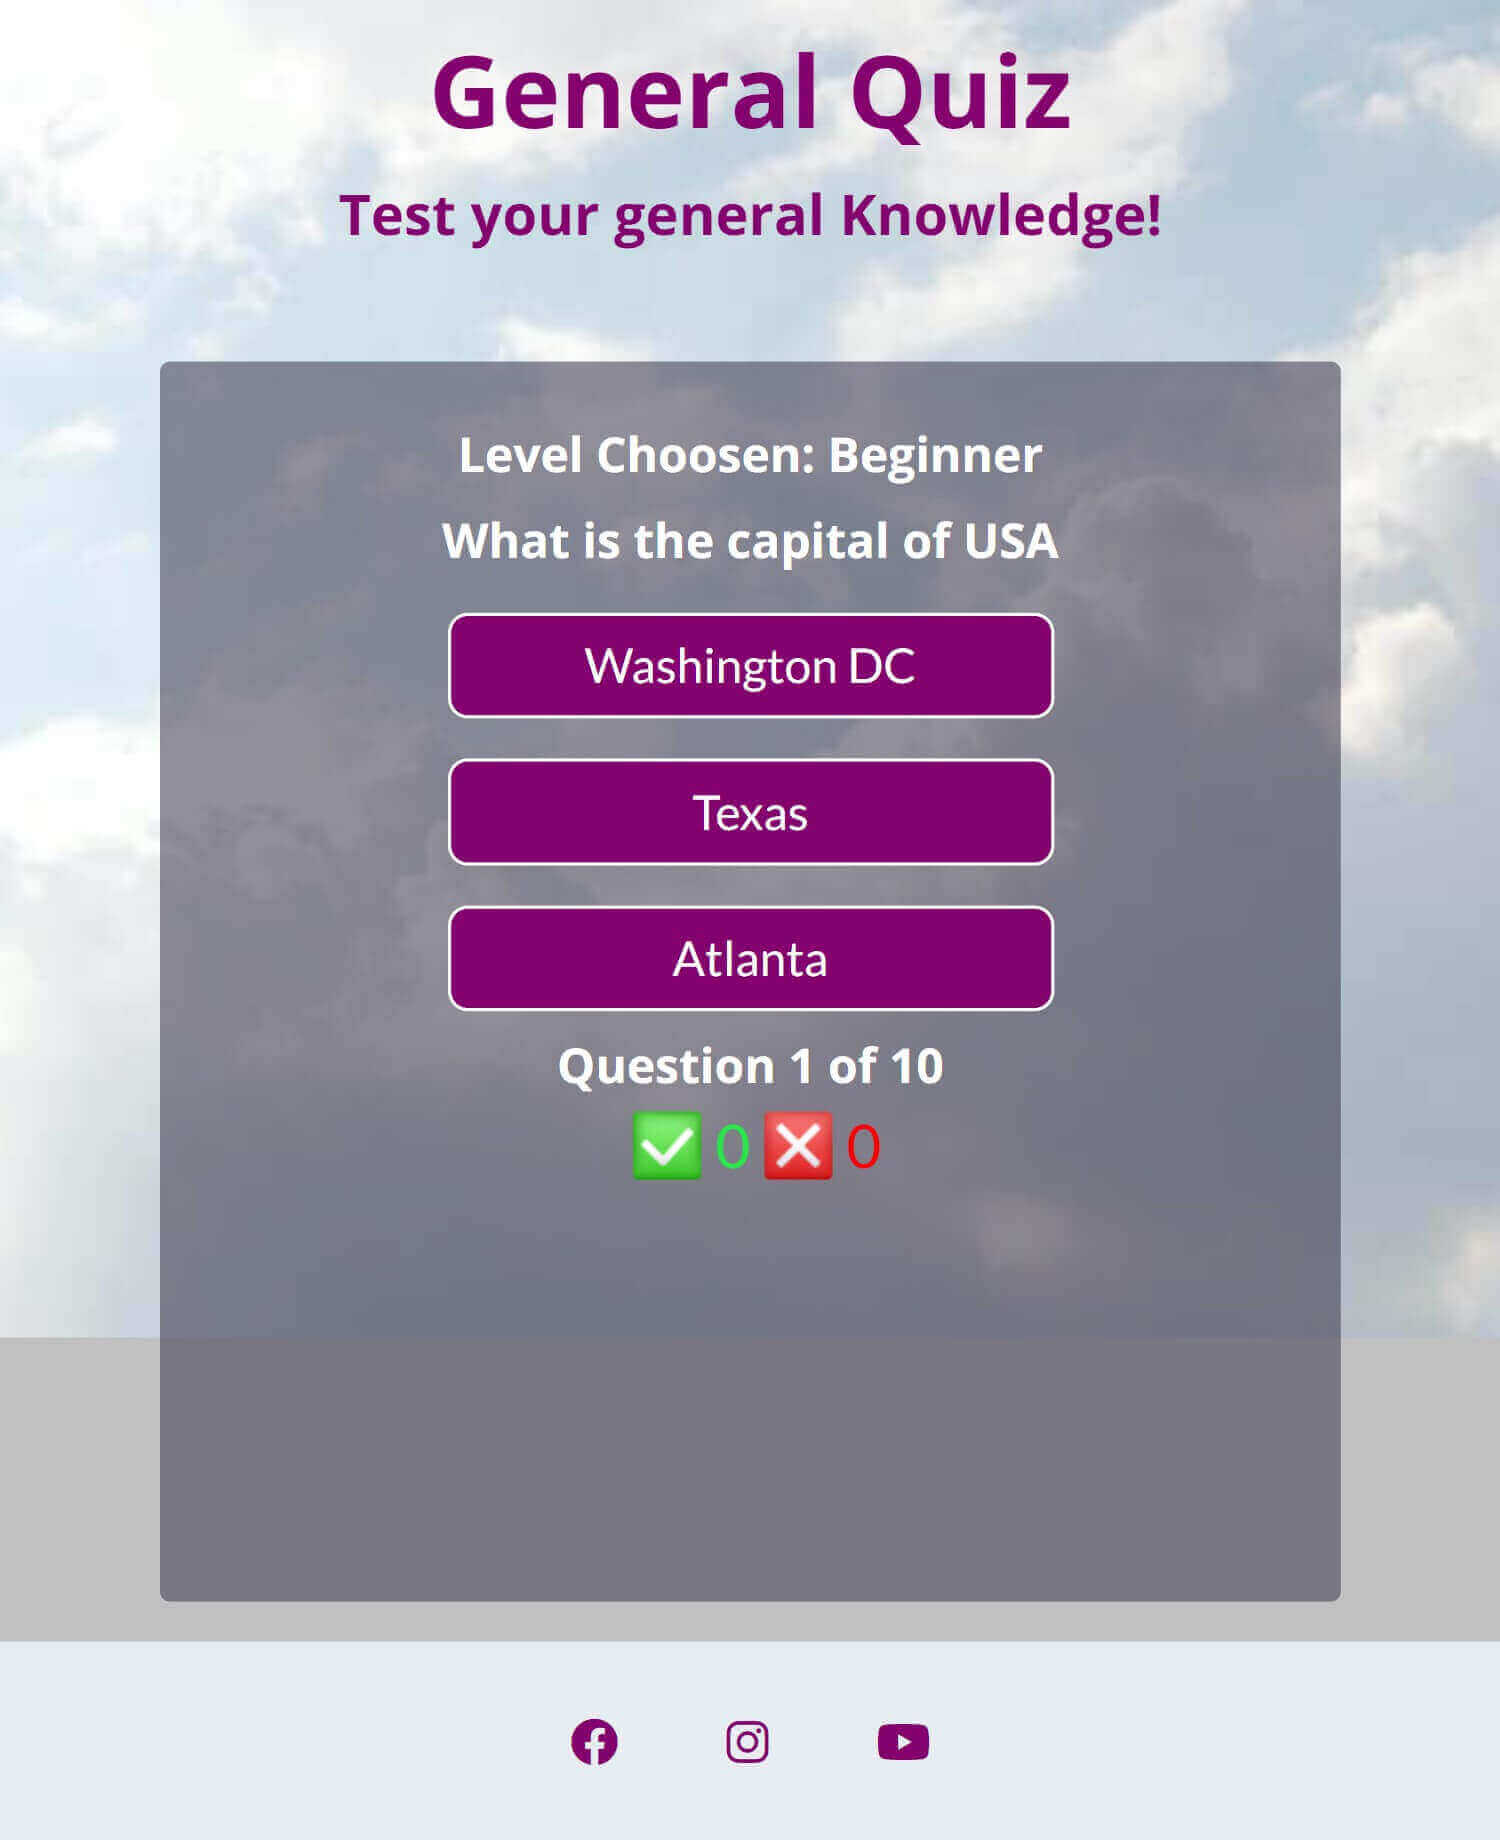 General Quiz
Test your general Knowledge!
Level Choosen: Beginner
What is the capital of USA
Washington DC
Texas
Atlanta
Question 1 of 10
✅ 0 ❎ 0